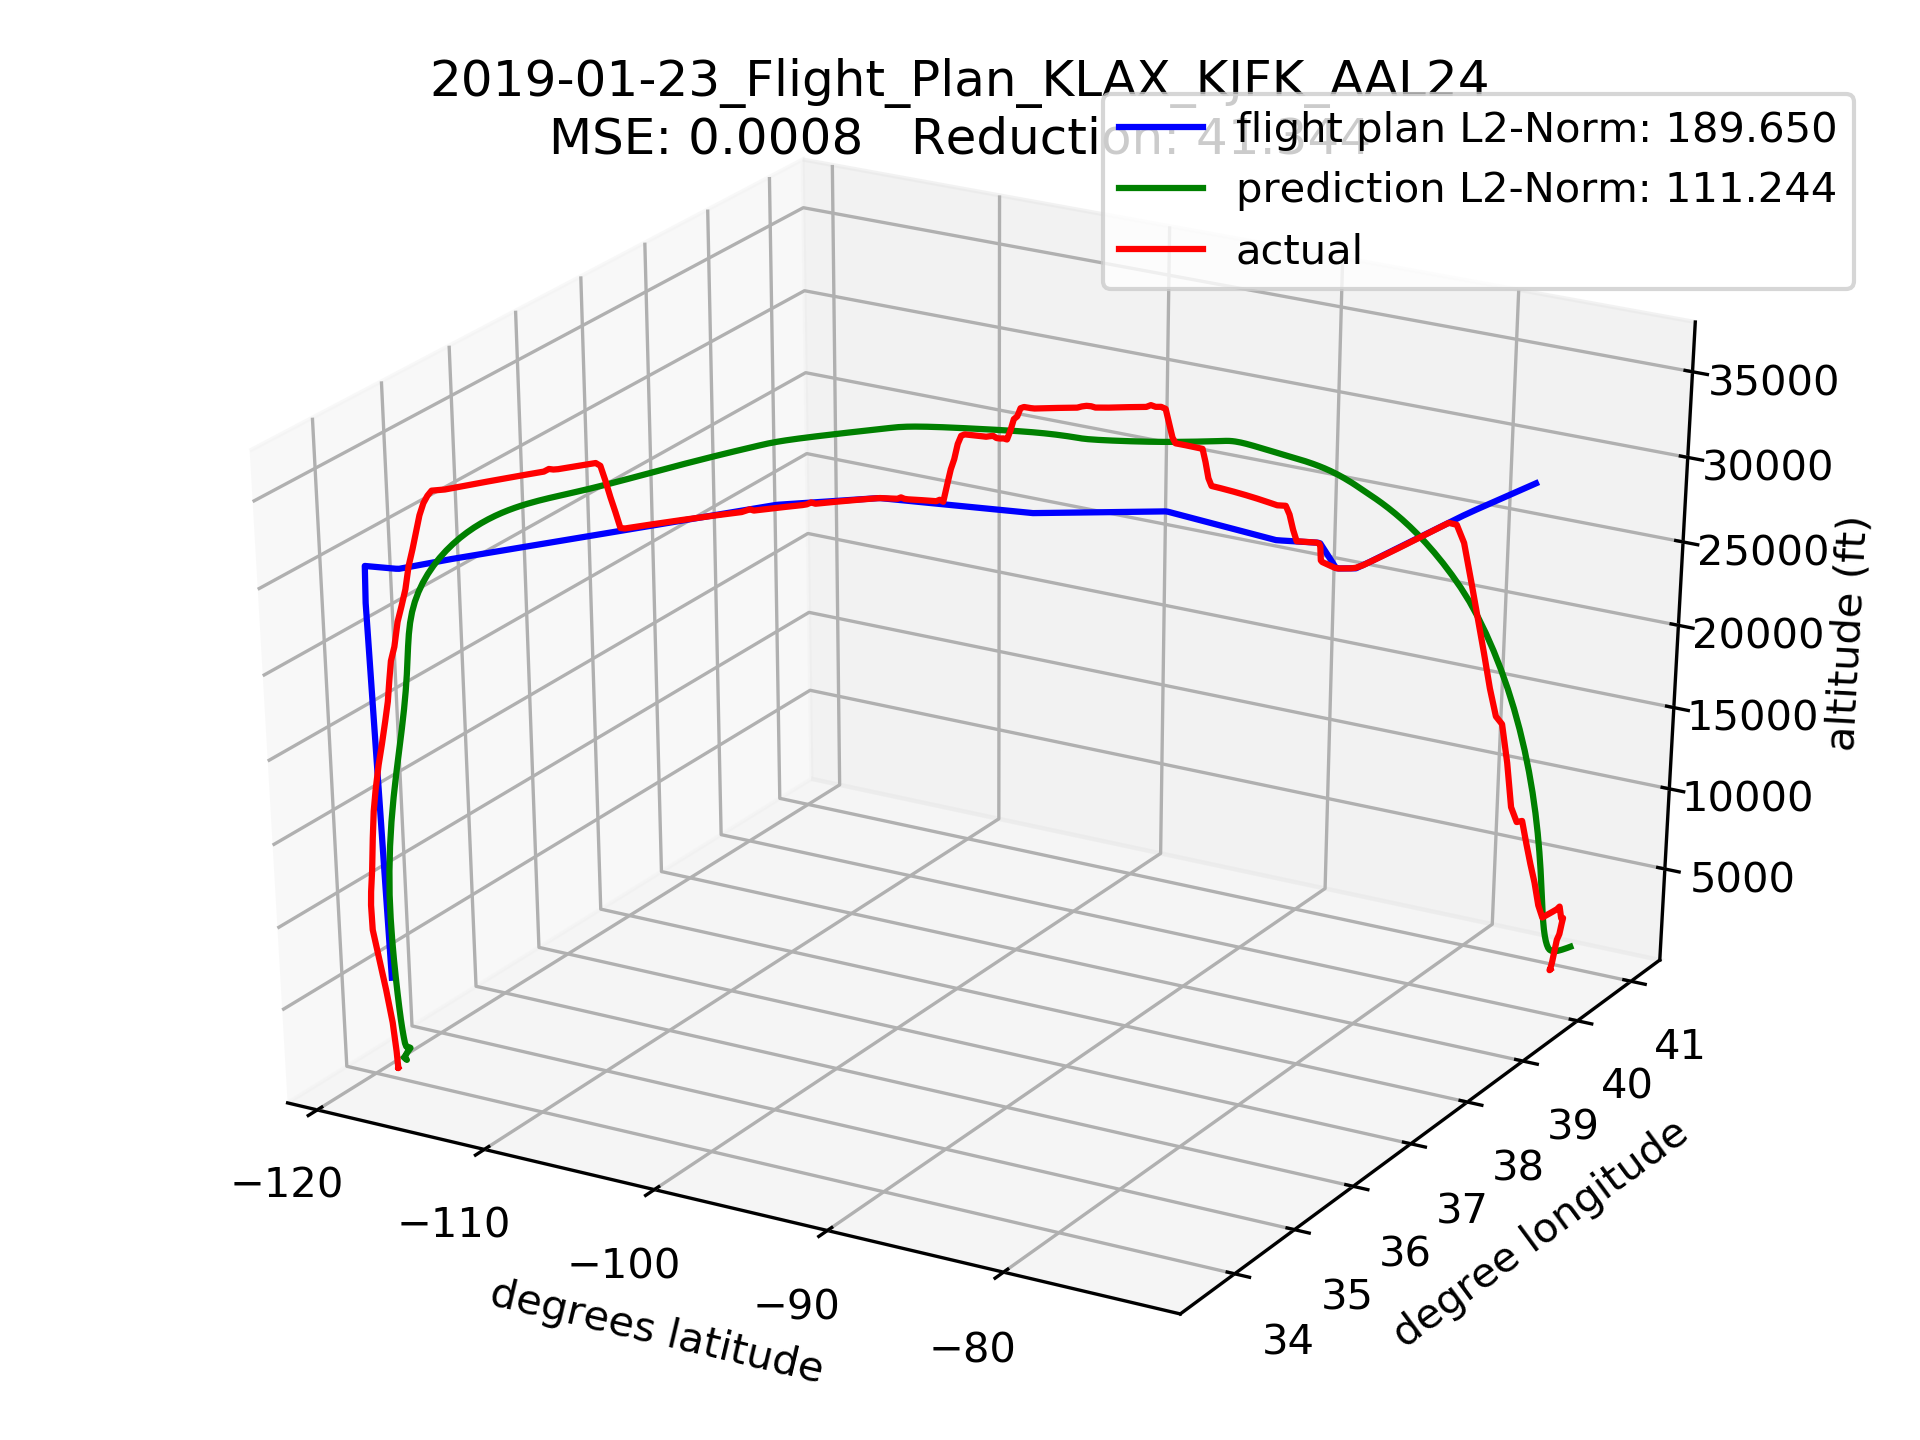 2019-01-23_Flight_Plan_KLAX_KJFK_AAL24
MSE: 0.0008 Reduction: 41.344
flight plan L2-Norm: 189.650
prediction L2-Norm: 111.244
actual
35000
30000
25000
20000
15000
10000
5000
altitude (ft)
41
40
39
38
37
36
35
34
degree longitude
−120
−110
−100
−90
−80
degrees latitude